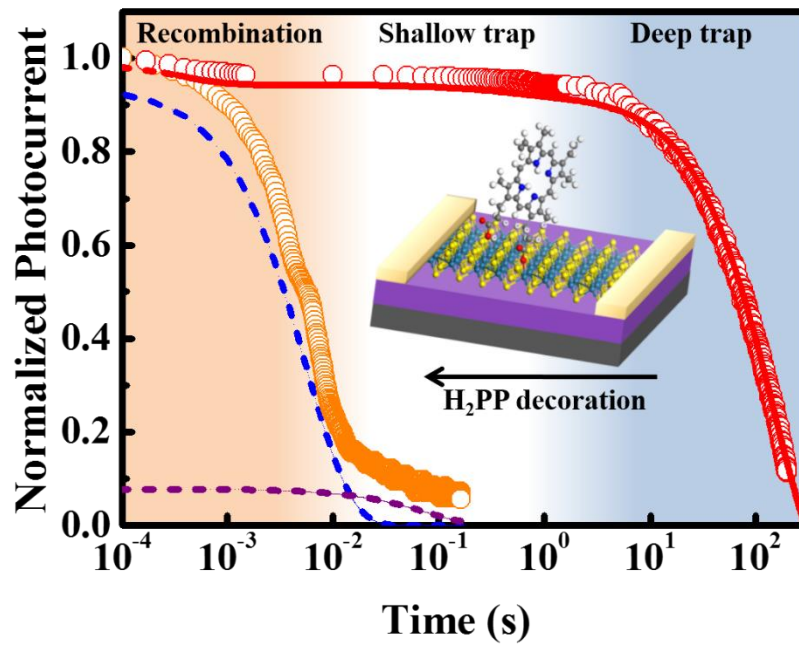 Recombination Shallow trap Deep trap
Normalized Photocurrent
1.0
0.8
0.6
0.4
0.2
0.0
H₂PP decoration
10⁻⁴ 10⁻³ 10⁻² 10⁻¹ 10⁰ 10¹ 10²
Time (s)